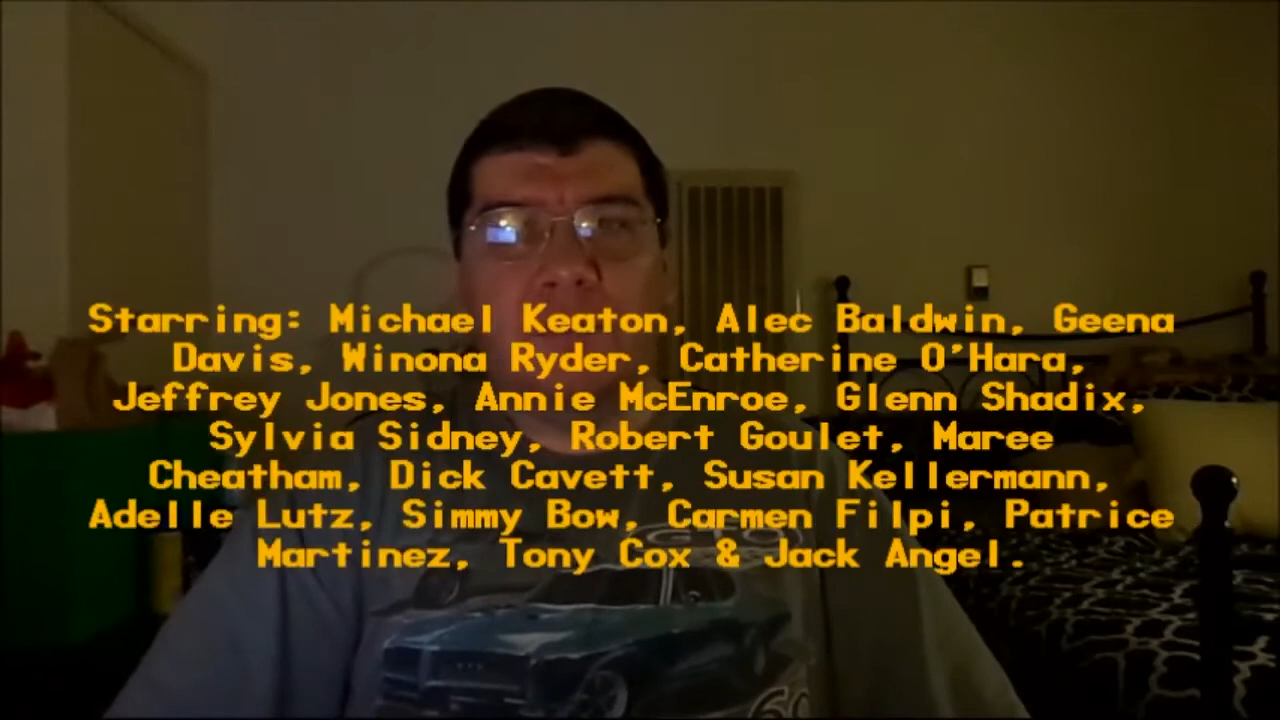 Starring: Michael Keaton, Alec Baldwin, Geena
Davis, Winona Ryder, Catherine O'Hara,
Jeffrey Jones, Annie McEnroe, Glenn Shadix,
Sylvia Sidney, Robert Goulet, Maree
Cheatham, Dick Cavett, Susan Kellermann,
Adelle Lutz, Simmy Bow, Carmen Filpi, Patrice
Martinez, Tony Cox & Jack Angel.
GTO